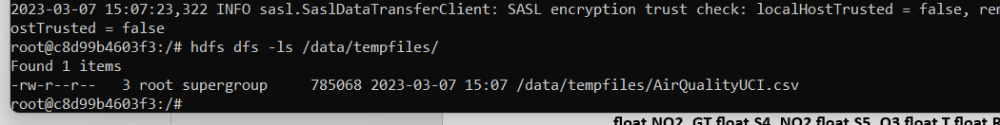 2023-03-07 15:07:23,322 INFO sasl.SaslDataTransferClient: SASL encryption trust check: localHostTrusted = false, rem
ostTrusted = false
root@c8d99b4603f3:/# hdfs dfs -ls /data/tempfiles/
Found 1 items
-rw-r--r--   3 root supergroup     785068 2023-03-07 15:07 /data/tempfiles/AirQualityUCI.csv
root@c8d99b4603f3:/#
float NO2 GT float S4 NO2 float S5 O3 float T float R